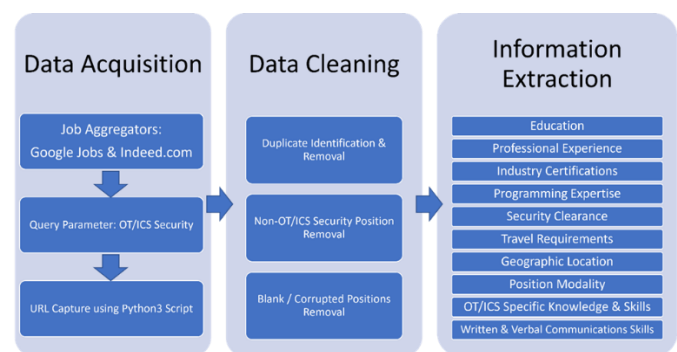 Data Acquisition
Job Aggregators:
Google Jobs & Indeed.com
Query Parameter: OT/ICS Security
URL Capture using Python3 Script
Data Cleaning
Duplicate Identification &
Removal
Non-OT/ICS Security Position
Removal
Blank / Corrupted Positions
Removal
Information
Extraction
Education
Professional Experience
Industry Certifications
Programming Expertise
Security Clearance
Travel Requirements
Geographic Location
Position Modality
OT/ICS Specific Knowledge & Skills
Written & Verbal Communications Skills